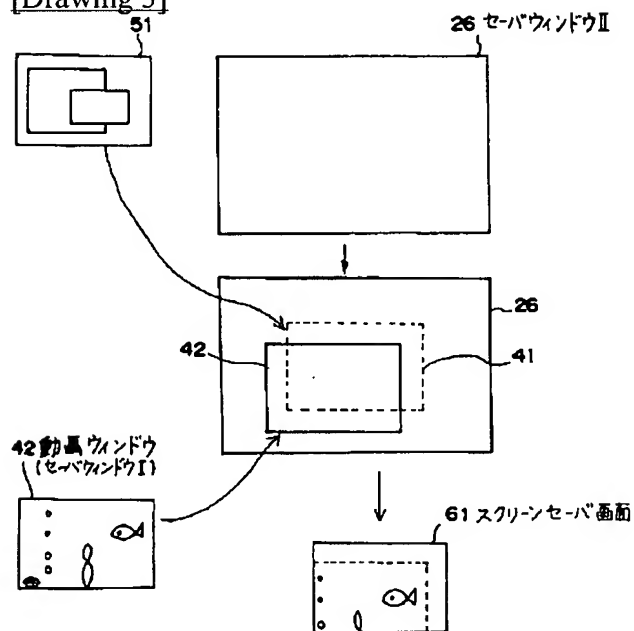 [Drawing 5]
51
26 セーバウィンドウⅡ
26
42
41
42 動画ウィンドウ
(セーバウィンドウⅠ)
61 スクリーンセーバ画面